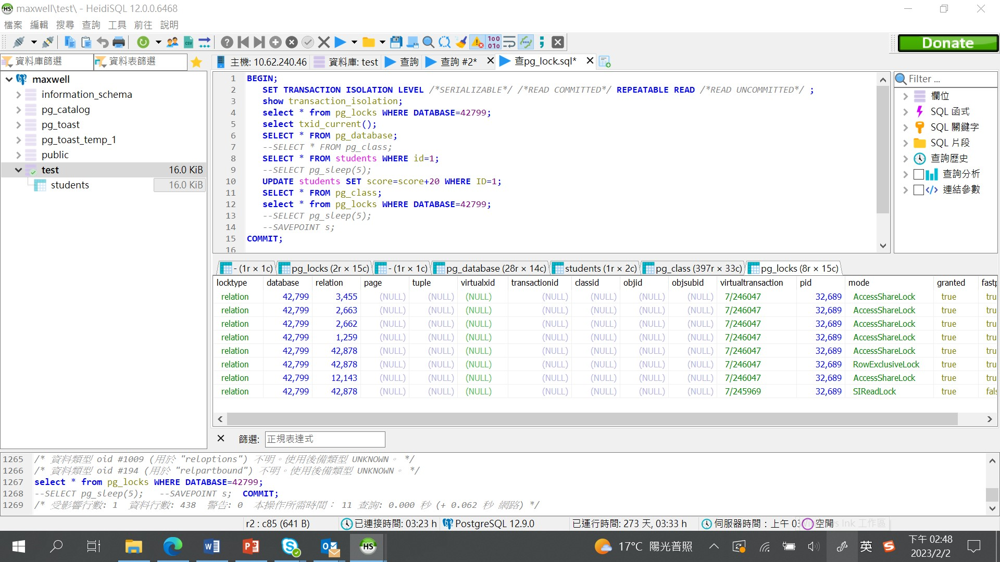 maxwell\test\ - HeidiSQL 12.0.0.6468
檔案 編輯 搜尋 查詢 工具 前往 說明
Donate
資料庫篩選 資料表篩選
主機: 10.62.240.46 資料庫: test 查詢 查詢 #2* 查pg_lock.sql*
maxwell
information_schema
pg_catalog
pg_toast
pg_toast_temp_1
public
test 16.0 KiB
students 16.0 KiB
1 BEGIN;
2 SET TRANSACTION ISOLATION LEVEL /*SERIALIZABLE*/ /*READ COMMITTED*/ REPEATABLE READ /*READ UNCOMMITTED*/ ;
3 show transaction_isolation;
4 select * from pg_locks WHERE DATABASE=42799;
5 select txid_current();
6 SELECT * FROM pg_database;
7 --SELECT * FROM pg_class;
8 SELECT * FROM students WHERE id=1;
9 --SELECT pg_sleep(5);
10 UPDATE students SET score=score+20 WHERE ID=1;
11 SELECT * FROM pg_class;
12 select * from pg_locks WHERE DATABASE=42799;
13 --SELECT pg_sleep(5);
14 --SAVEPOINT s;
15 COMMIT;
16
Filter ...
欄位
SQL 函式
SQL 關鍵字
SQL 片段
查詢歷史
查詢分析
連結參數
- (1r × 1c) pg_locks (2r × 15c) - (1r × 1c) pg_database (28r × 14c) students (1r × 2c) pg_class (397r × 33c) pg_locks (8r × 15c)
locktype database relation page tuple virtualxid transactionid classid objid objsubid virtualtransaction pid mode granted fastp
relation 42,799 3,455 (NULL) (NULL) (NULL) (NULL) (NULL) (NULL) (NULL) 7/246047 32,689 AccessShareLock true tru
relation 42,799 2,663 (NULL) (NULL) (NULL) (NULL) (NULL) (NULL) (NULL) 7/246047 32,689 AccessShareLock true tru
relation 42,799 2,662 (NULL) (NULL) (NULL) (NULL) (NULL) (NULL) (NULL) 7/246047 32,689 AccessShareLock true tru
relation 42,799 1,259 (NULL) (NULL) (NULL) (NULL) (NULL) (NULL) (NULL) 7/246047 32,689 AccessShareLock true tru
relation 42,799 42,878 (NULL) (NULL) (NULL) (NULL) (NULL) (NULL) (NULL) 7/246047 32,689 AccessShareLock true tru
relation 42,799 42,878 (NULL) (NULL) (NULL) (NULL) (NULL) (NULL) (NULL) 7/246047 32,689 RowExclusiveLock true tru
relation 42,799 12,143 (NULL) (NULL) (NULL) (NULL) (NULL) (NULL) (NULL) 7/246047 32,689 AccessShareLock true tru
relation 42,799 42,878 (NULL) (NULL) (NULL) (NULL) (NULL) (NULL) (NULL) 7/245969 32,689 SIReadLock true fals
篩選: 正規表達式
1265 /* 資料類型 oid #1009 (用於 "reloptions") 不明。使用後備類型 UNKNOWN。 */
1266 /* 資料類型 oid #194 (用於 "relpartbound") 不明。使用後備類型 UNKNOWN。 */
1267 select * from pg_locks WHERE DATABASE=42799;
1268 --SELECT pg_sleep(5); --SAVEPOINT s; COMMIT;
1269 /* 受影響行數: 1 資料行數: 438 警告: 0 本操作所需時間： 11 查詢: 0.000 秒 (+ 0.062 秒 網路) */
r2 : c85 (641 B) 已連接時間: 03:23 h PostgreSQL 12.9.0 已運行時間: 273 天, 03:33 h 伺服器時間：上午 03 空閒 Ink 工作區
17°C 陽光普照 英 下午 02:48
2023/2/2